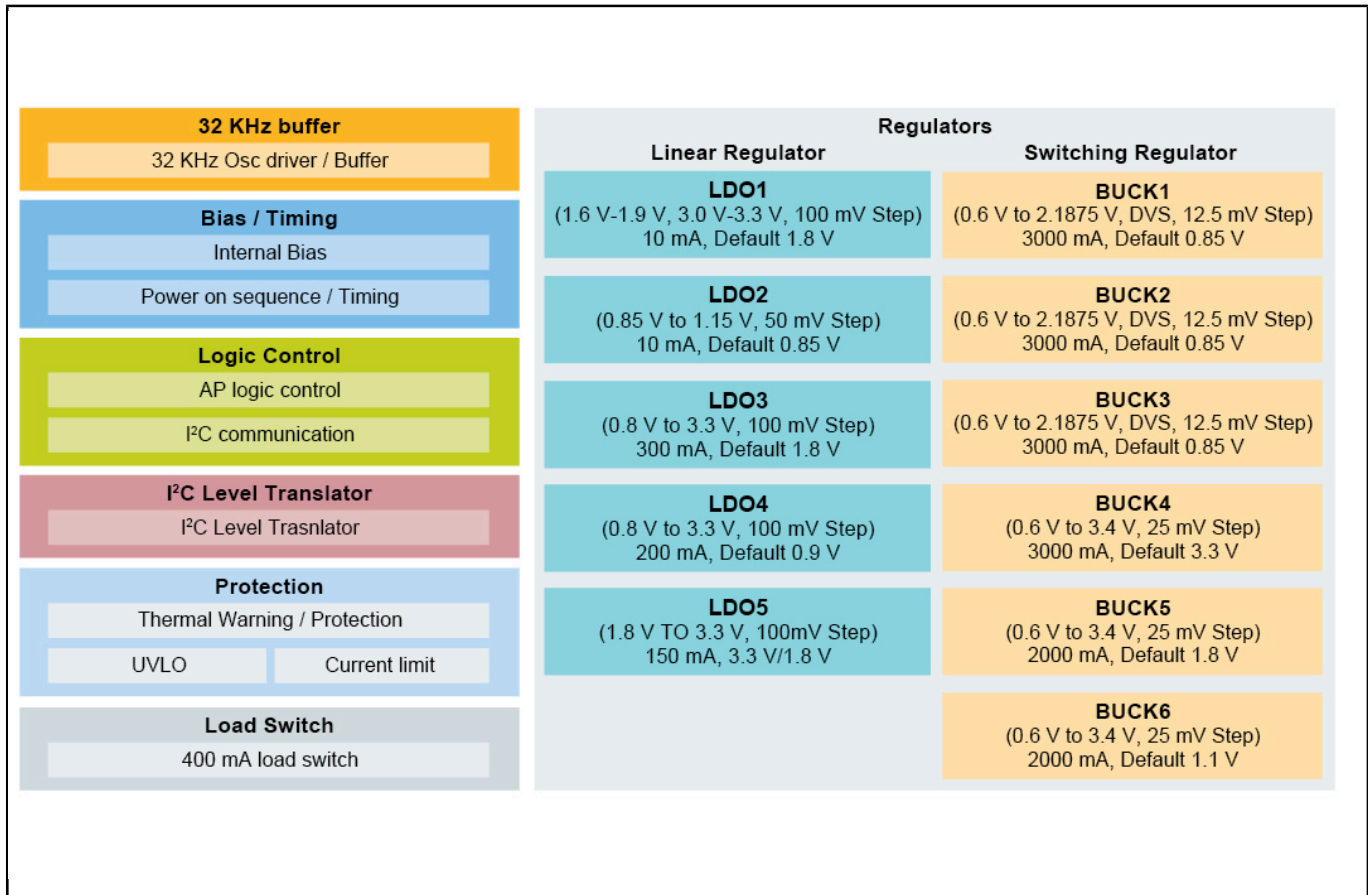 32 KHz buffer
32 KHz Osc driver / Buffer
Bias / Timing
Internal Bias
Power on sequence / Timing
Logic Control
AP logic control
I²C communication
I²C Level Translator
I²C Level Trasnlator
Protection
Thermal Warning / Protection
UVLO
Current limit
Load Switch
400 mA load switch
Regulators
Linear Regulator
LDO1
(1.6 V-1.9 V, 3.0 V-3.3 V, 100 mV Step)
10 mA, Default 1.8 V
LDO2
(0.85 V to 1.15 V, 50 mV Step)
10 mA, Default 0.85 V
LDO3
(0.8 V to 3.3 V, 100 mV Step)
300 mA, Default 1.8 V
LDO4
(0.8 V to 3.3 V, 100 mV Step)
200 mA, Default 0.9 V
LDO5
(1.8 V TO 3.3 V, 100mV Step)
150 mA, 3.3 V/1.8 V
Switching Regulator
BUCK1
(0.6 V to 2.1875 V, DVS, 12.5 mV Step)
3000 mA, Default 0.85 V
BUCK2
(0.6 V to 2.1875 V, DVS, 12.5 mV Step)
3000 mA, Default 0.85 V
BUCK3
(0.6 V to 2.1875 V, DVS, 12.5 mV Step)
3000 mA, Default 0.85 V
BUCK4
(0.6 V to 3.4 V, 25 mV Step)
3000 mA, Default 3.3 V
BUCK5
(0.6 V to 3.4 V, 25 mV Step)
2000 mA, Default 1.8 V
BUCK6
(0.6 V to 3.4 V, 25 mV Step)
2000 mA, Default 1.1 V